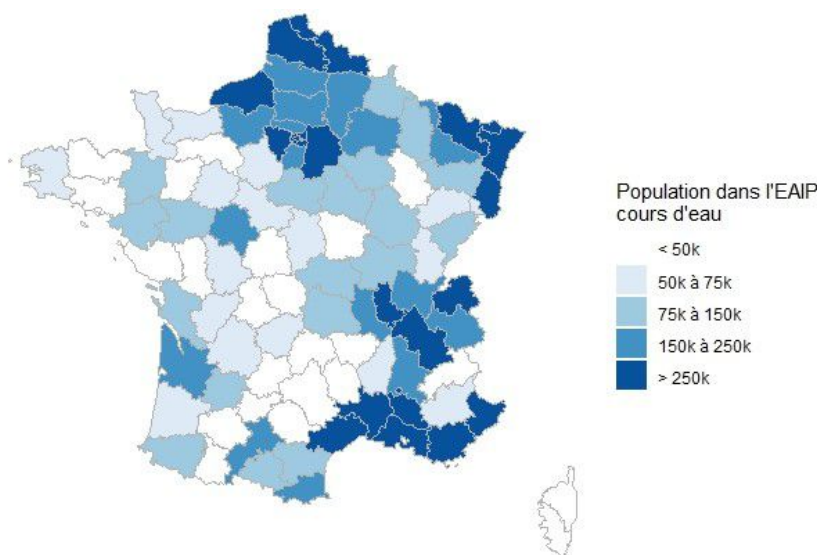 Population dans l'EAIP
cours d'eau
< 50k
50k à 75k
75k à 150k
150k à 250k
> 250k